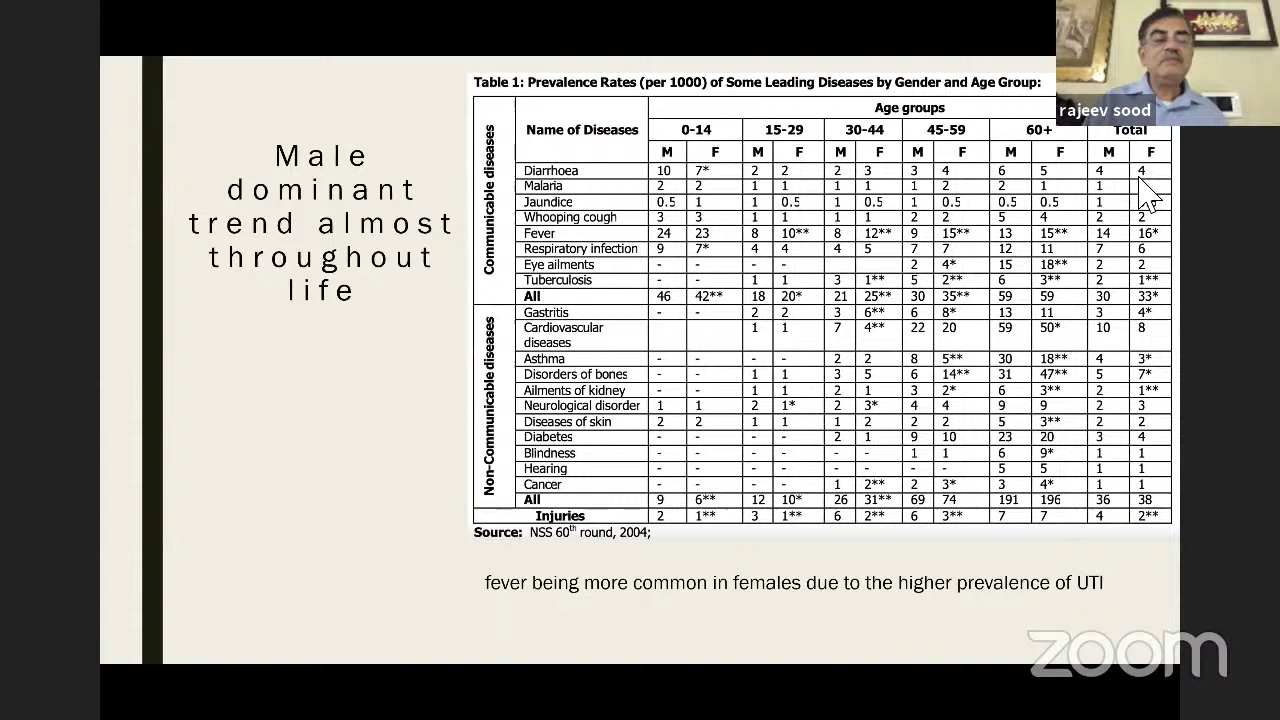 Male
dominant
trend almost
throughout
life
Table 1: Prevalence Rates (per 1000) of Some Leading Diseases by Gender and Age Group:
rajeev sood
Communicable diseases
Non-Communicable diseases
Name of Diseases Age groups
0-14 15-29 30-44 45-59 60+ Total
M F M F M F M F M F M F
Diarrhoea 10 7* 2 2 2 3 3 4 6 5 4 4
Malaria 2 2 1 1 1 1 1 2 2 1 1
Jaundice 0.5 1 1 0.5 1 0.5 1 0.5 0.5 0.5 1
Whooping cough 3 3 1 1 1 1 2 2 5 4 2 2
Fever 24 23 8 10** 8 12** 9 15** 13 15** 14 16*
Respiratory infection 9 7* 4 4 4 5 7 7 12 11 7 6
Eye ailments - - - - 2 4* 15 18** 2 2
Tuberculosis - - 1 1 3 1** 5 2** 6 3** 2 1**
All 46 42** 18 20* 21 25** 30 35** 59 59 30 33*
Gastritis - - 2 2 3 6** 6 8* 13 11 3 4*
Cardiovascular 1 1 7 4** 22 20 59 50* 10 8
diseases
Asthma - - - - 2 2 8 5** 30 18** 4 3*
Disorders of bones - - 1 1 3 5 6 14** 31 47** 5 7*
Ailments of kidney - - 1 1 2 1 3 2* 6 3** 2 1**
Neurological disorder 1 1 2 1* 2 3* 4 4 9 9 2 3
Diseases of skin 2 2 1 1 1 2 2 2 5 3** 2 2
Diabetes - - - - 2 1 9 10 23 20 3 4
Blindness - - - - - - 1 1 6 9* 1 1
Hearing - - - - - - - - 5 5 1 1
Cancer - - - - 1 2** 2 3* 3 4* 1 1
All 9 6** 12 10* 26 31** 69 74 191 196 36 38
Injuries 2 1** 3 1** 6 2** 6 3** 7 7 4 2**
Source: NSS 60th round, 2004;
fever being more common in females due to the higher prevalence of UTI
zoom